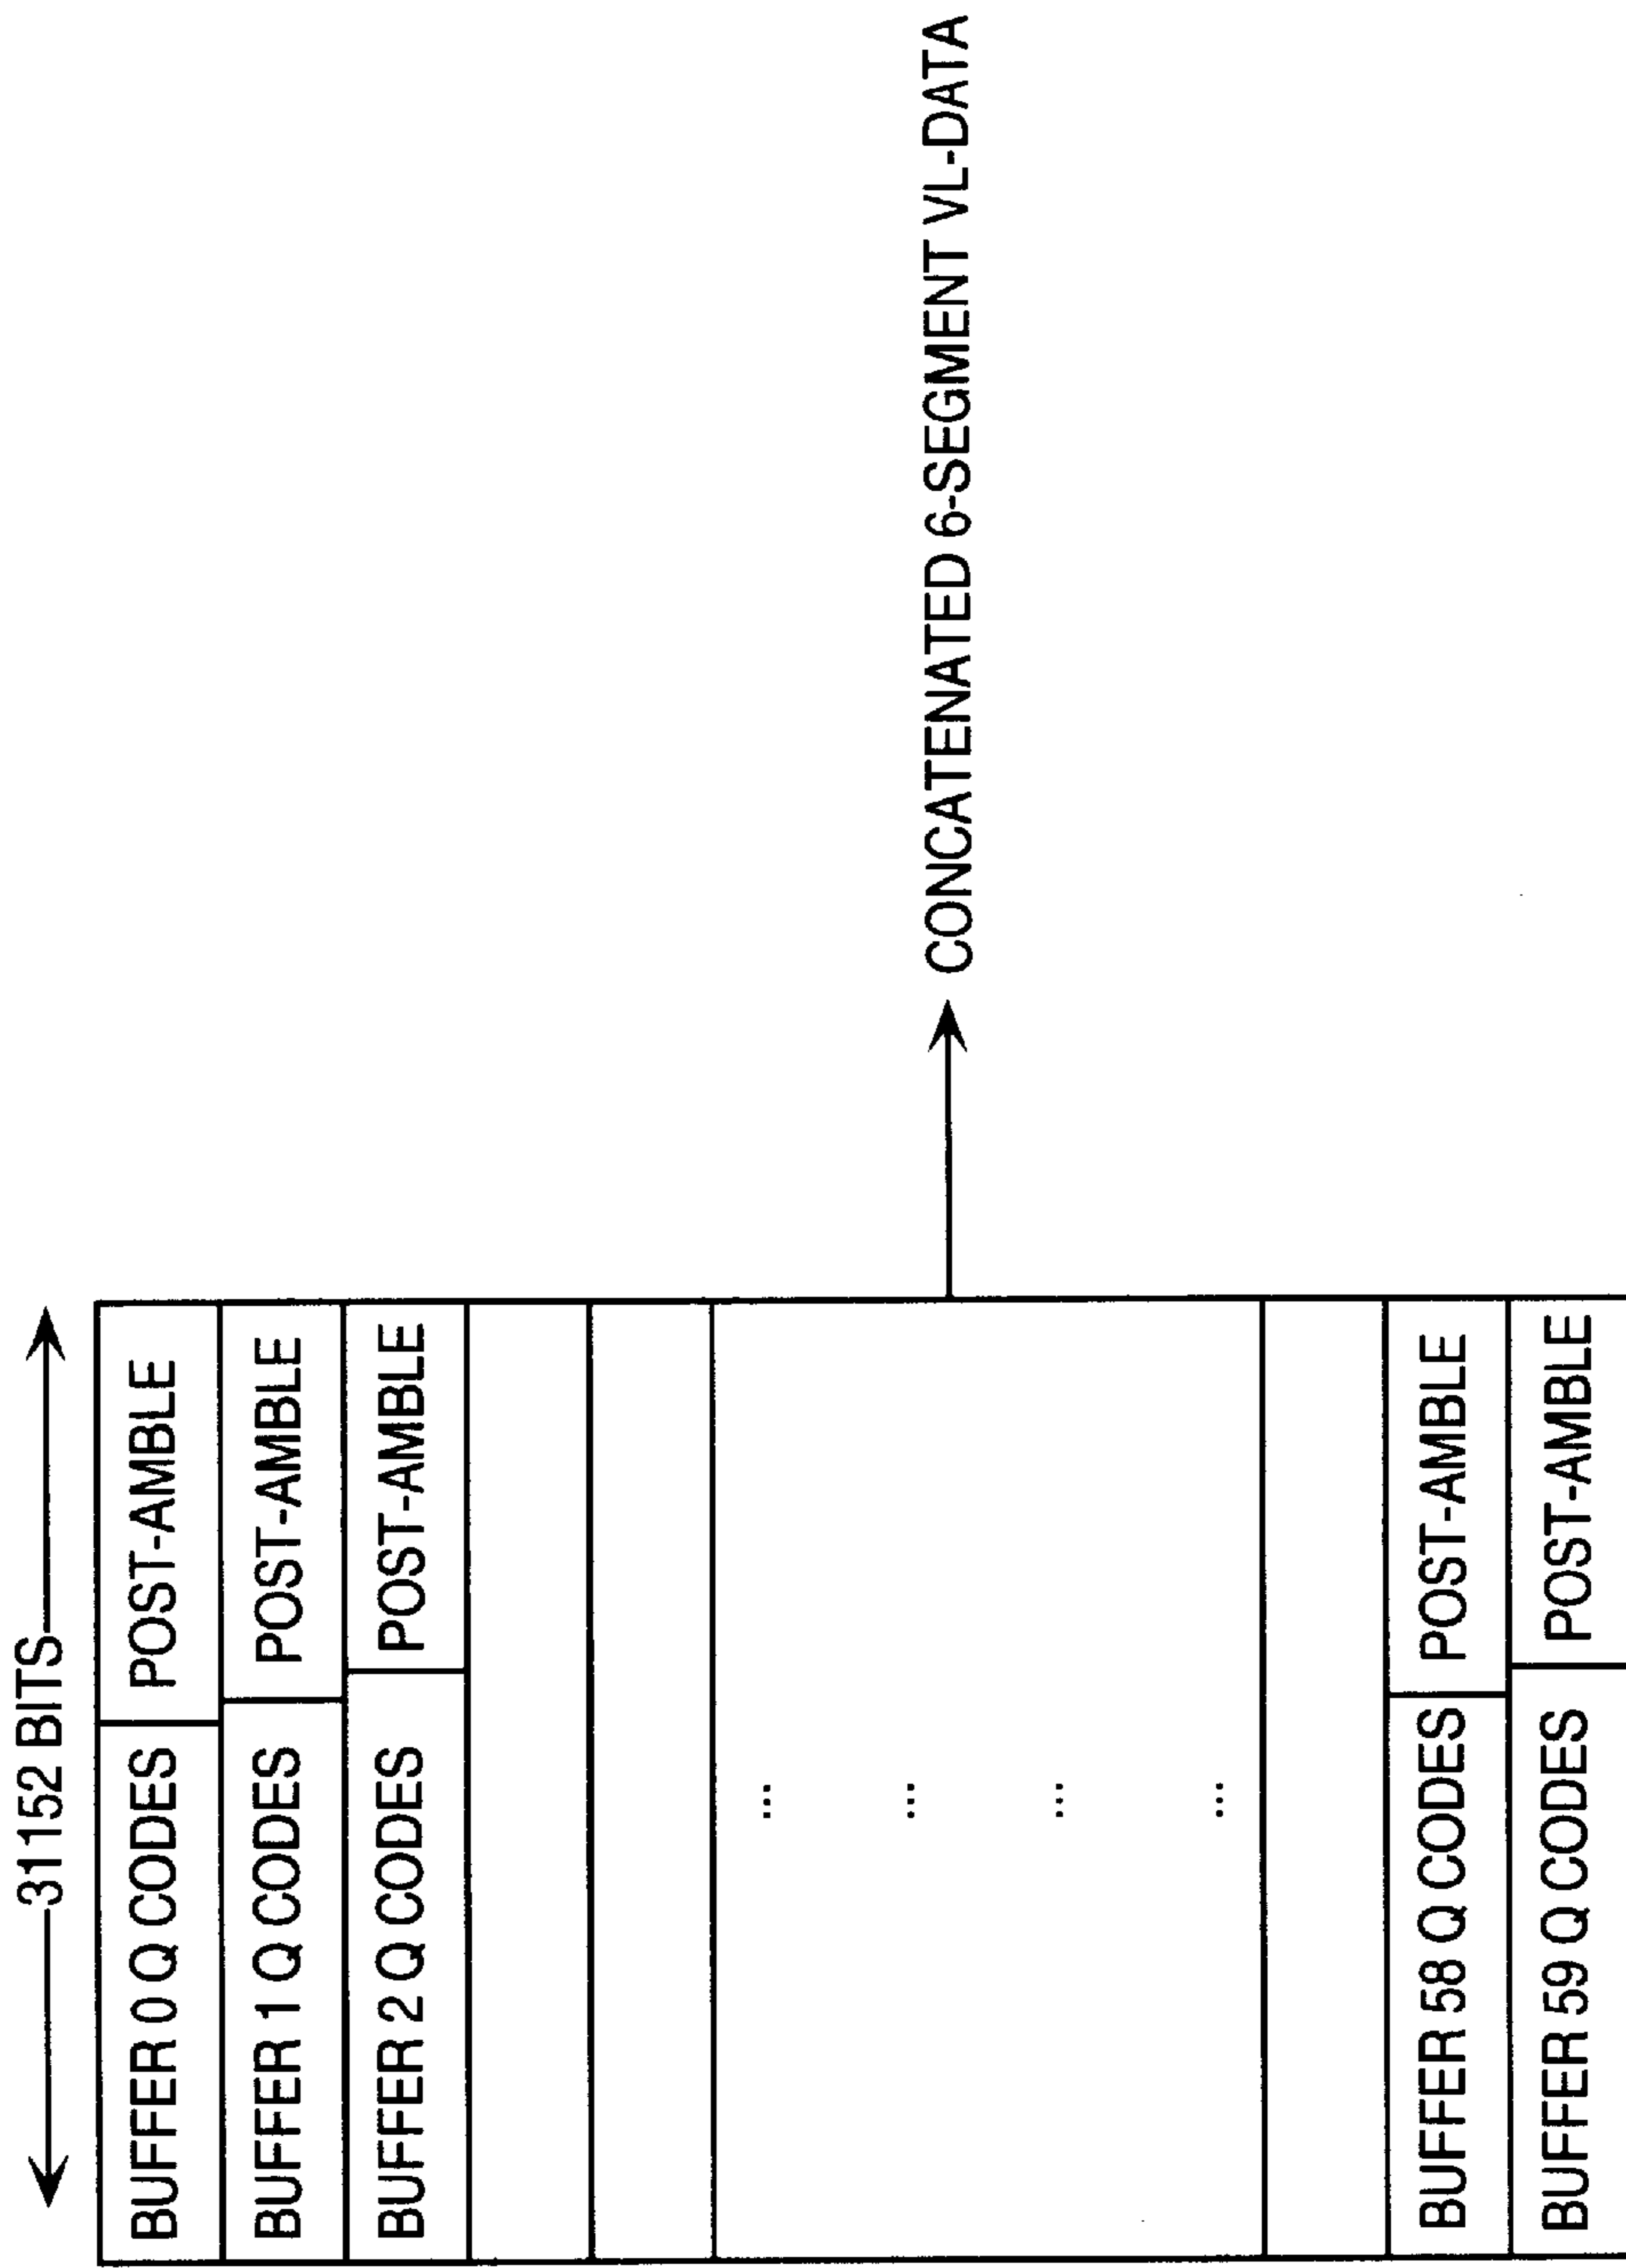 31152 BITS
BUFFER 0 Q CODES POST-AMBLE
BUFFER 1 Q CODES POST-AMBLE
BUFFER 2 Q CODES POST-AMBLE
...
...
...
...
BUFFER 58 Q CODES POST-AMBLE
BUFFER 59 Q CODES POST-AMBLE
CONCATENATED 6-SEGMENT VL-DATA